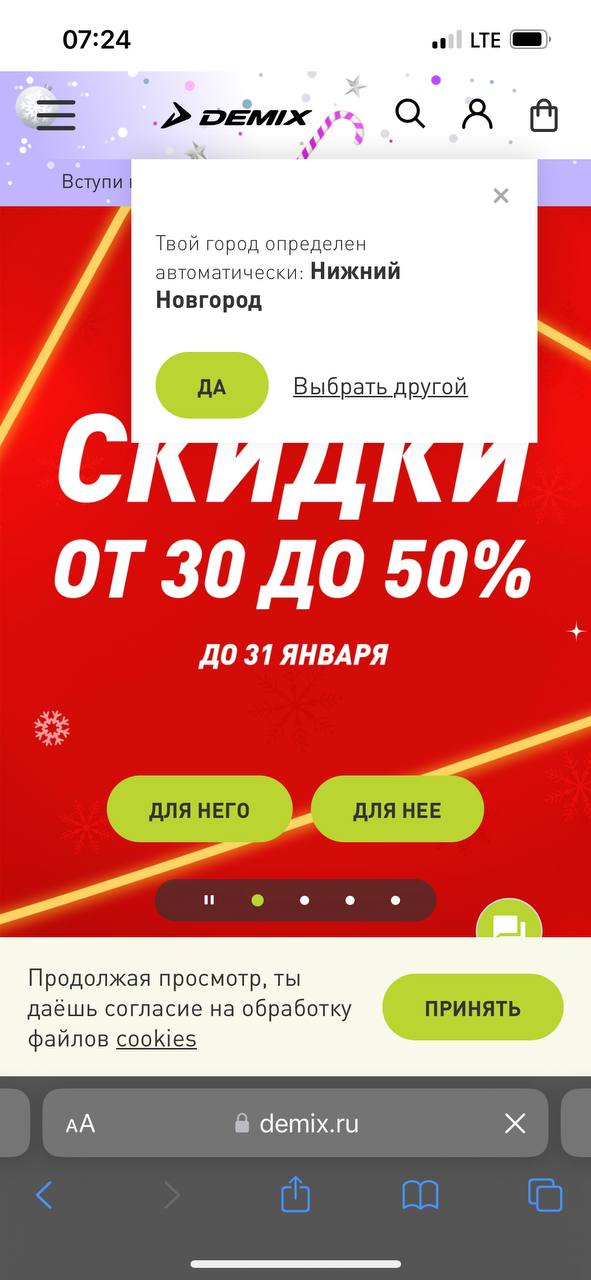 07:24
LTE
DEMIX
Вступи
Твой город определен
автоматически: Нижний
Новгород
ДА
Выбрать другой
СКИДКИ
ОТ 30 ДО 50%
ДО 31 ЯНВАРЯ
ДЛЯ НЕГО
ДЛЯ НЕЕ
Продолжая просмотр, ты
даёшь согласие на обработку
файлов cookies
ПРИНЯТЬ
AA
demix.ru